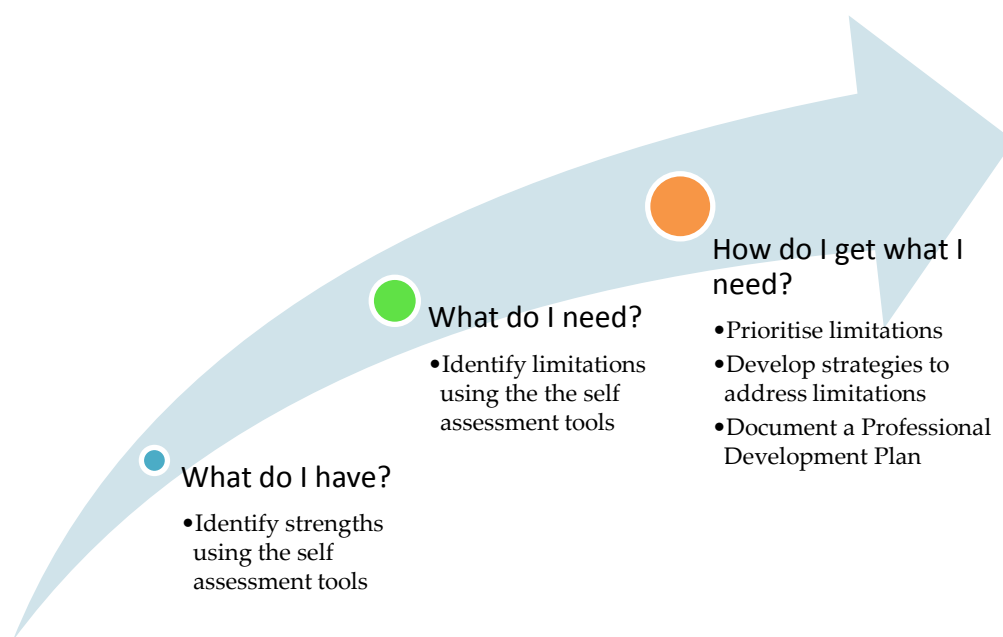 What do I have?
•Identify strengths
using the self
assessment tools
What do I need?
•Identify limitations
using the the self
assessment tools
How do I get what I
need?
•Prioritise limitations
•Develop strategies to
address limitations
•Document a Professional
Development Plan